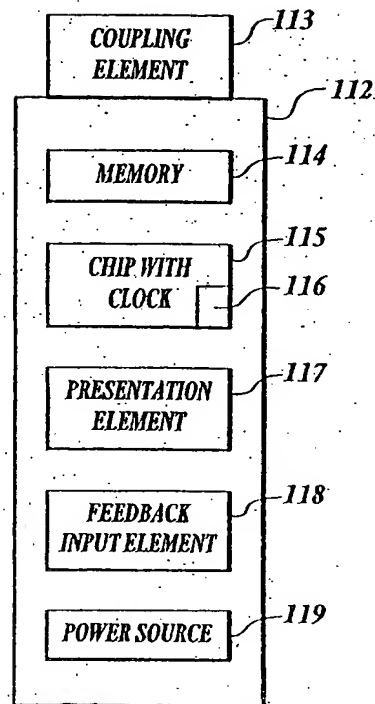 COUPLING
ELEMENT
113
112
MEMORY
114
CHIP WITH
CLOCK
115
116
PRESENTATION
ELEMENT
117
FEEDBACK
INPUT ELEMENT
118
POWER SOURCE
119